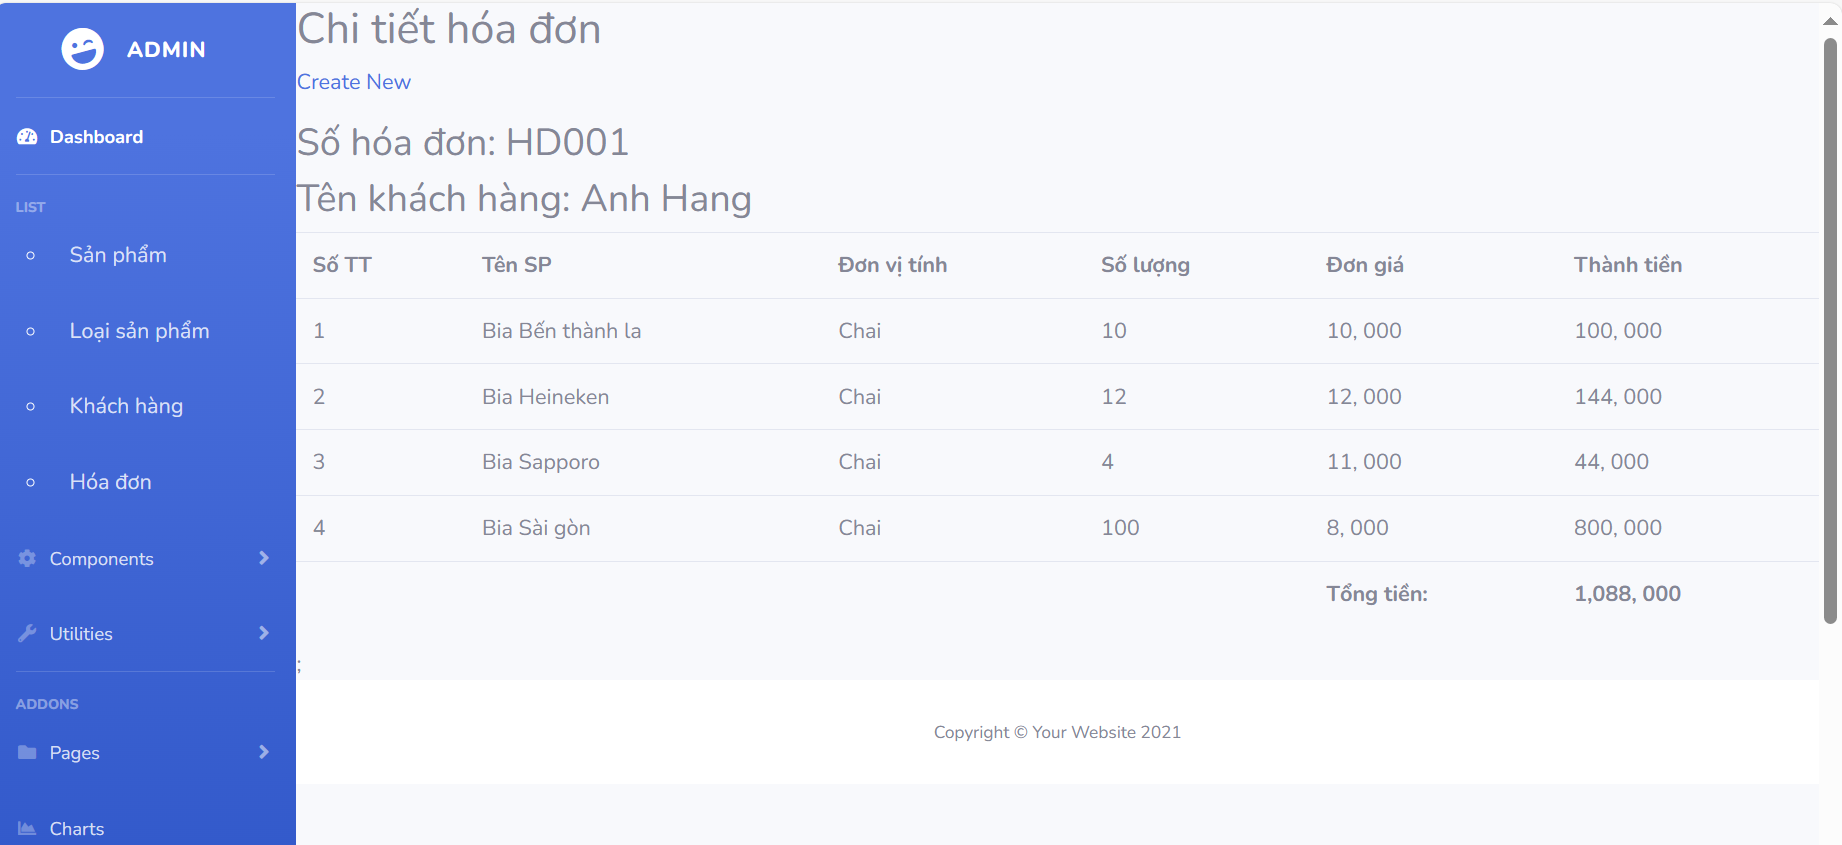 ADMIN
Dashboard
LIST
Sản phẩm
Loại sản phẩm
Khách hàng
Hóa đơn
Components
Utilities
ADDONS
Pages
Charts
Chi tiết hóa đơn
Create New
Số hóa đơn: HD001
Tên khách hàng: Anh Hang
Số TT Tên SP Đơn vị tính Số lượng Đơn giá Thành tiền
1 Bia Bến thành la Chai 10 10, 000 100, 000
2 Bia Heineken Chai 12 12, 000 144, 000
3 Bia Sapporo Chai 4 11, 000 44, 000
4 Bia Sài gòn Chai 100 8, 000 800, 000
Tổng tiền: 1,088, 000
;
Copyright © Your Website 2021